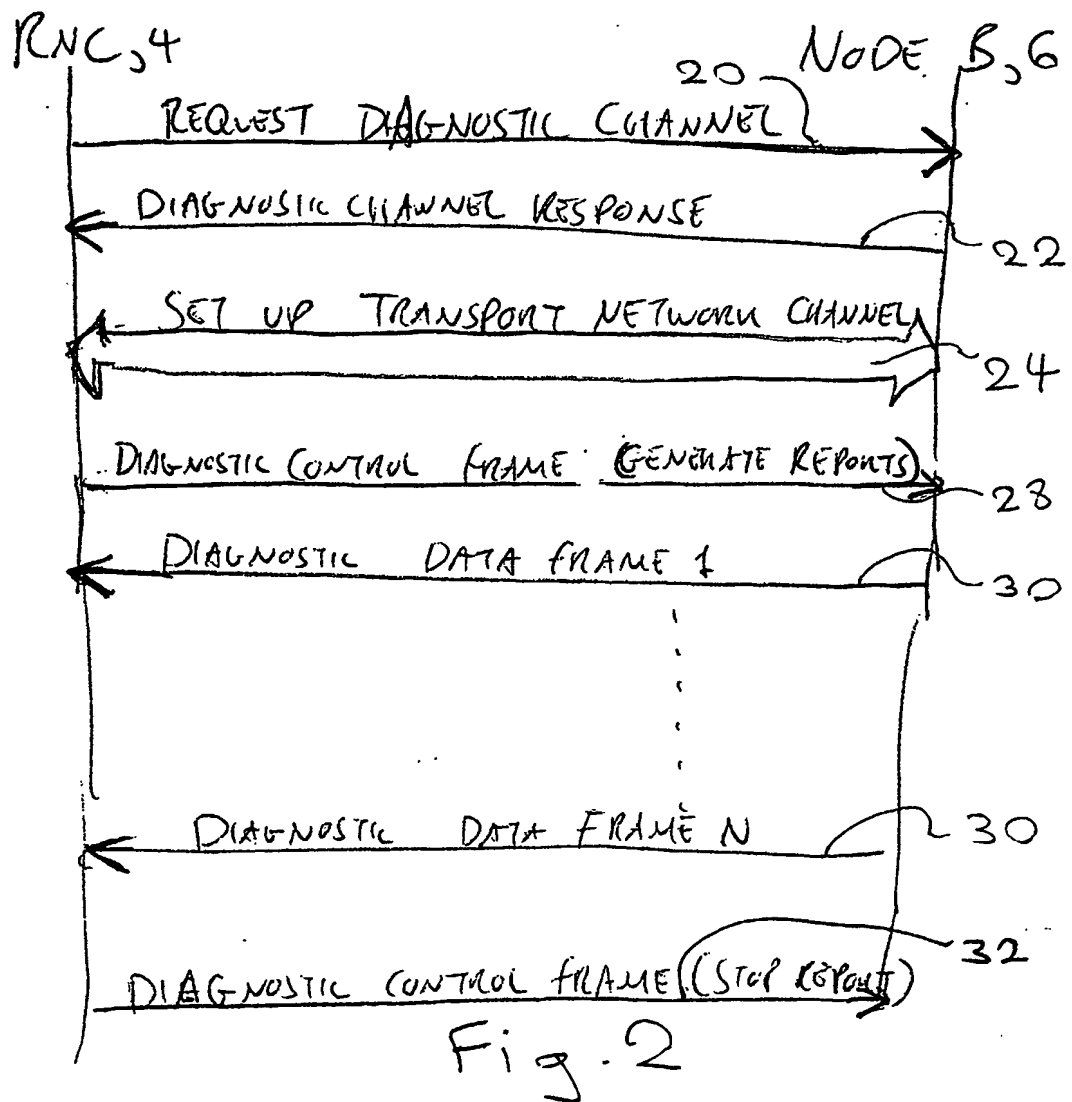 RNC,4 NODE B,6
20
REQUEST DIAGNOSTIC CHANNEL
DIAGNOSTIC CHANNEL RESPONSE
22
SET UP TRANSPORT NETWORK CHANNEL
24
DIAGNOSTIC CONTROL FRAME (GENERATE REPORTS)
28
DIAGNOSTIC DATA FRAME 1
30
DIAGNOSTIC DATA FRAME N
30
32
DIAGNOSTIC CONTROL FRAME (STOP REPORT)
Fig. 2